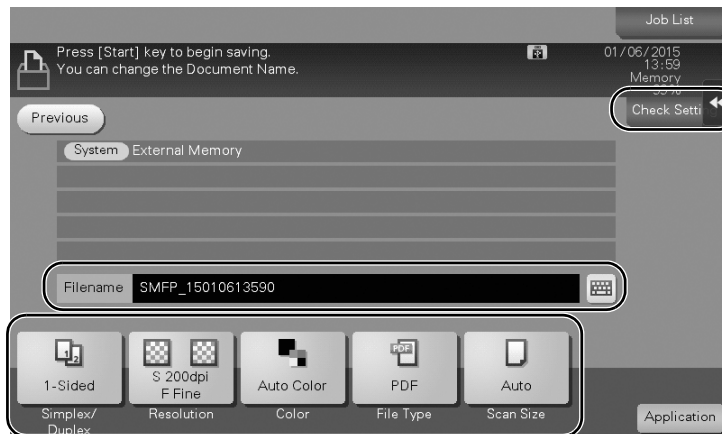 Job List
Press [Start] key to begin saving.
You can change the Document Name.
01/06/2015
13:59
Memory
Check Setti
Previous
System External Memory
Filename SMFP_15010613590
1-Sided
S 200dpi
F Fine
Auto Color
PDF
PDF
Auto
Simplex/
Duplex
Resolution
Color
File Type
Scan Size
Application